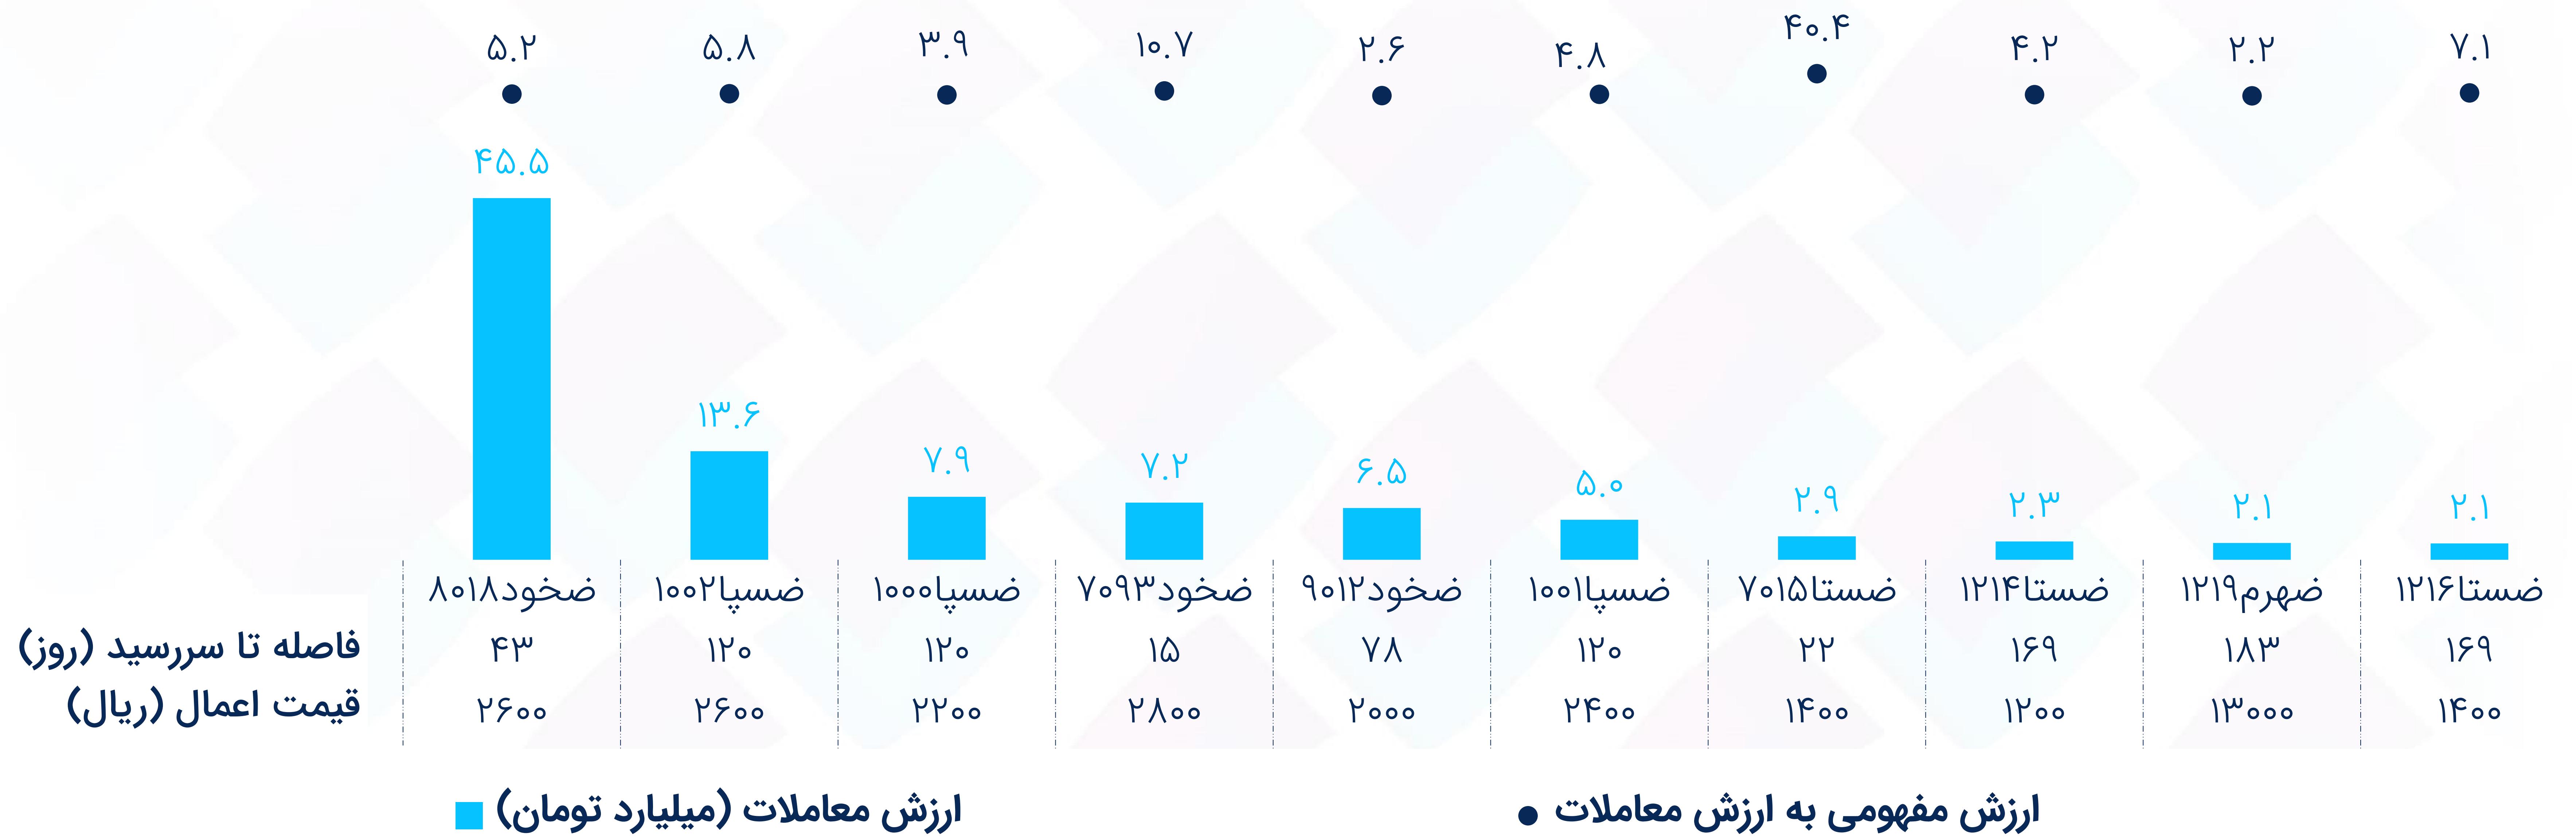 ۵.۲ ۵.۸ ۳.۹ ۱۰.۷ ۲.۶ ۴.۸ ۴۰.۴ ۴.۲ ۲.۲ ۷.۱
۴۵.۵ ۱۳.۶ ۷.۹ ۷.۲ ۶.۵ ۵.۰ ۲.۹ ۲.۳ ۲.۱ ۲.۱
ضخود۸۰۱۸ ضسپا۱۰۰۲ ضسپا۱۰۰۰ ضخود۷۰۹۳ ضخود۹۰۱۲ ضسپا۱۰۰۱ ضستا۷۰۱۵ ضستا۱۲۱۴ ضهرم۱۲۱۹ ضستا۱۲۱۶
فاصله تا سررسید (روز) ۴۳ ۱۲۰ ۱۲۰ ۱۵ ۷۸ ۱۲۰ ۲۲ ۱۶۹ ۱۸۳ ۱۶۹
قیمت اعمال (ریال) ۲۶۰۰ ۲۶۰۰ ۲۲۰۰ ۲۸۰۰ ۲۰۰۰ ۲۴۰۰ ۱۴۰۰ ۱۲۰۰ ۱۳۰۰۰ ۱۴۰۰
ارزش معاملات (میلیارد تومان)
ارزش مفهومی به ارزش معاملات